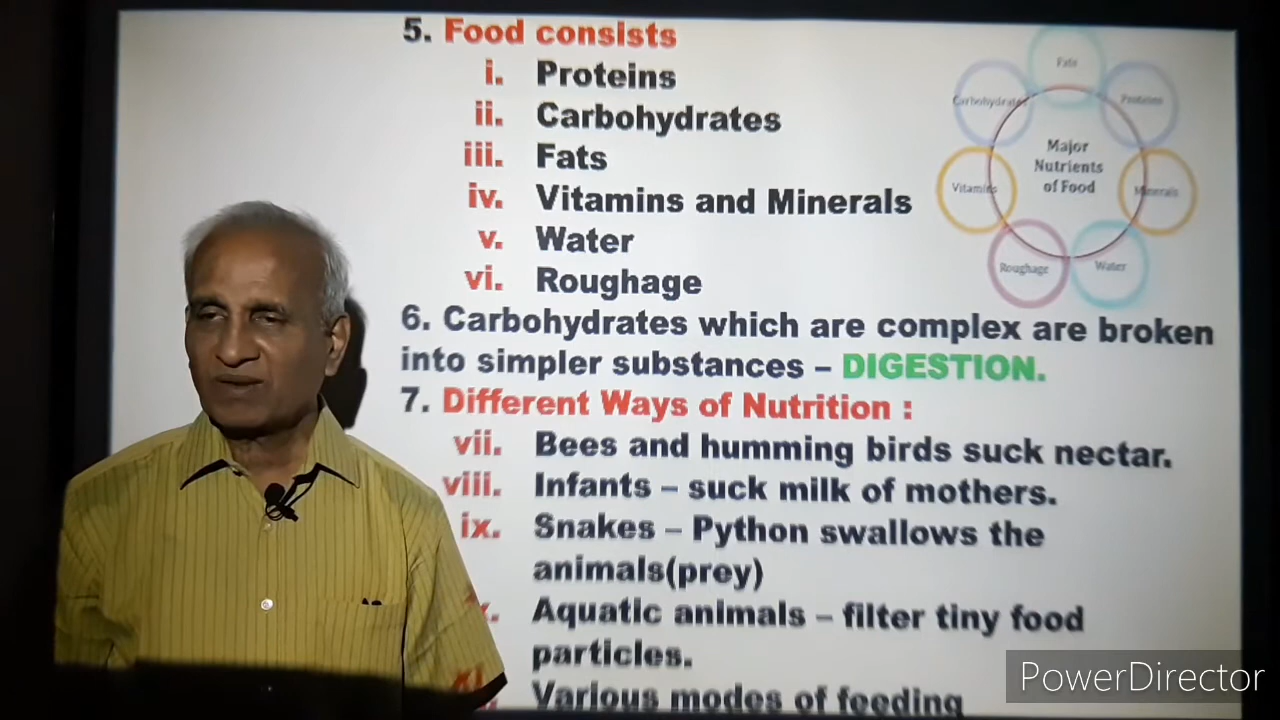 5. Food consists
i. Proteins
ii. Carbohydrates
iii. Fats
iv. Vitamins and Minerals
v. Water
vi. Roughage
6. Carbohydrates which are complex are broken
into simpler substances – DIGESTION.
7. Different Ways of Nutrition :
vii. Bees and humming birds suck nectar.
viii. Infants – suck milk of mothers.
ix. Snakes – Python swallows the
animals(prey)
Aquatic animals – filter tiny food
particles.
Various modes of feeding
Fats
Carbohydrates
Proteins
Major
Nutrients
of Food
Vitamins
Minerals
Roughage
Water
PowerDirector